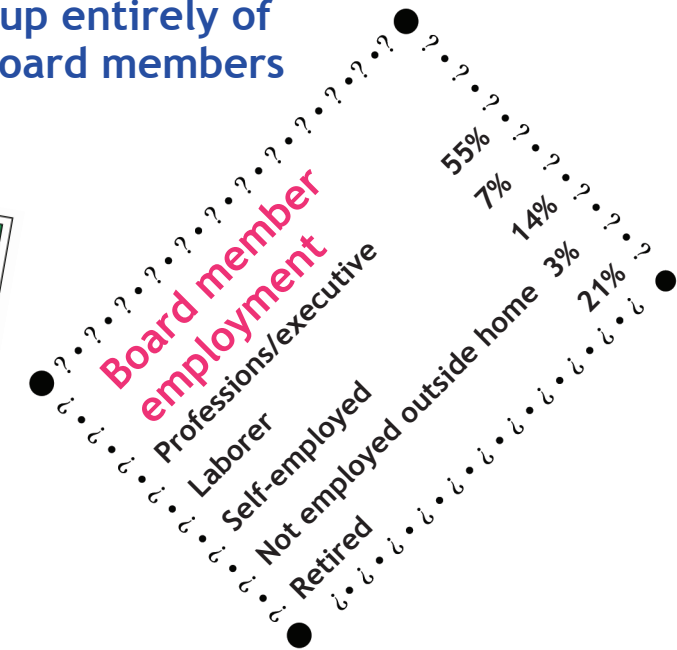 up entirely of
oard members
Board member
employment
Professions/executive 55%
Laborer 7%
Self-employed 14%
Not employed outside home 3%
Retired 21%